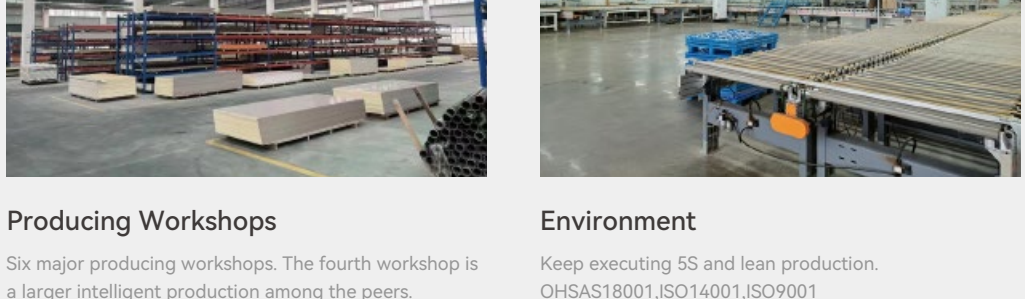 Producing Workshops
Six major producing workshops. The fourth workshop is
a larger intelligent production among the peers.
Environment
Keep executing 5S and lean production.
OHSAS18001,ISO14001,ISO9001